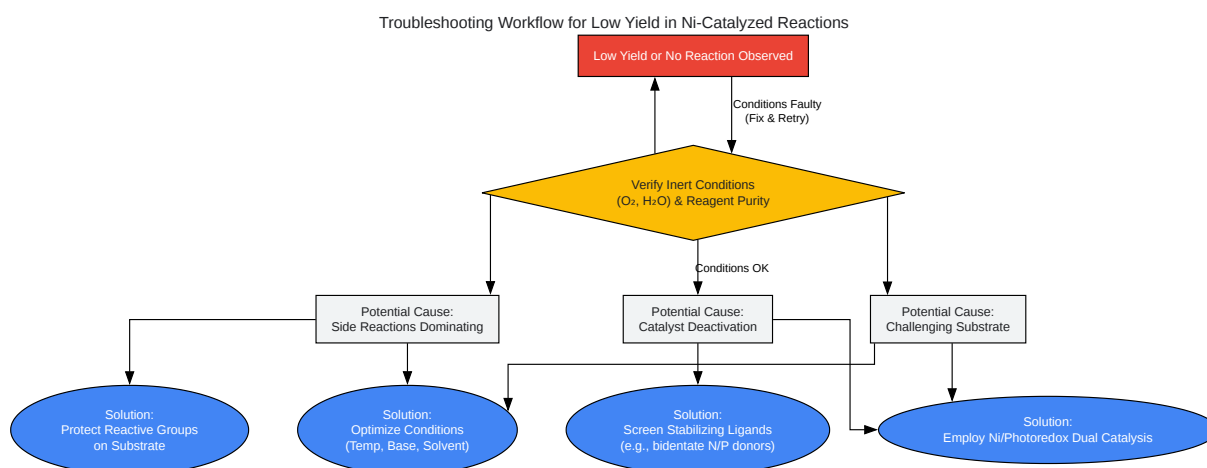 Troubleshooting Workflow for Low Yield in Ni-Catalyzed Reactions
Low Yield or No Reaction Observed
Conditions Faulty
(Fix & Retry)
Verify Inert Conditions
(O₂, H₂O) & Reagent Purity
Conditions OK
Potential Cause:
Side Reactions Dominating
Potential Cause:
Catalyst Deactivation
Potential Cause:
Challenging Substrate
Solution:
Protect Reactive Groups
on Substrate
Solution:
Optimize Conditions
(Temp, Base, Solvent)
Solution:
Screen Stabilizing Ligands
(e.g., bidentate N/P donors)
Solution:
Employ Ni/Photoredox Dual Catalysis